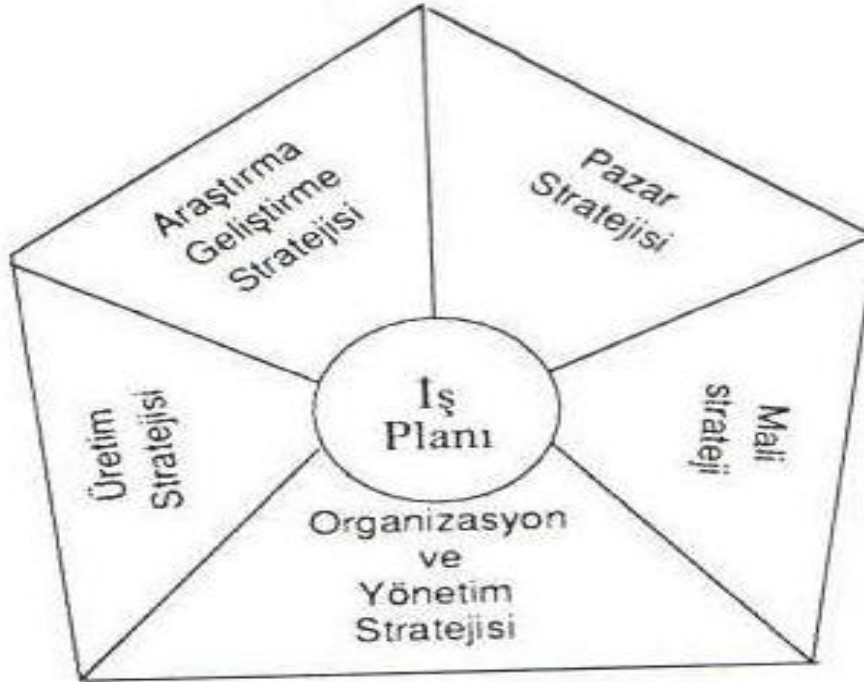 Araştırma
Geliştirme
Stratejisi
Pazar
Stratejisi
Üretim
Stratejisi
İş
Planı
Mali
strateji
Organizasyon
ve
Yönetim
Stratejisi